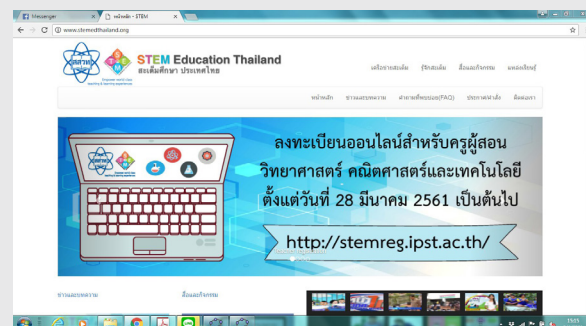 Messenger
หน้าหลัก - STEM
www.stemedthailand.org
สสวท
STEM Education Thailand
สะเต็มศึกษา ประเทศไทย
เครือข่ายสะเต็ม
รู้จักสะเต็ม
สื่อและกิจกรรม
แหล่งเรียนรู้
หน้าหลัก
ข่าวและบทความ
คำถามที่พบบ่อย(FAQ)
ประกาศ/คำสั่ง
ติดต่อเรา
ลงทะเบียนออนไลน์สำหรับครูผู้สอน
วิทยาศาสตร์ คณิตศาสตร์และเทคโนโลยี
ตั้งแต่วันที่ 28 มีนาคม 2561 เป็นต้นไป
http://stemreg.ipst.ac.th/
ข่าวและบทความ
สื่อและกิจกรรม